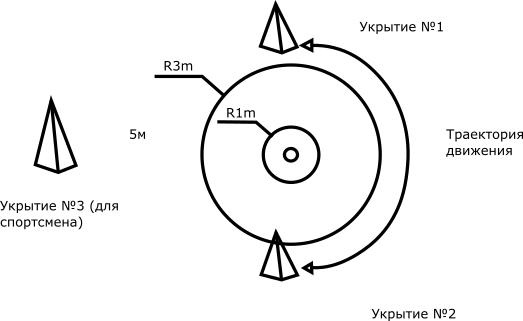 Укрытие №1
R3m
R1m
5м
Траектория
движения
Укрытие №3 (для
спортсмена)
Укрытие №2